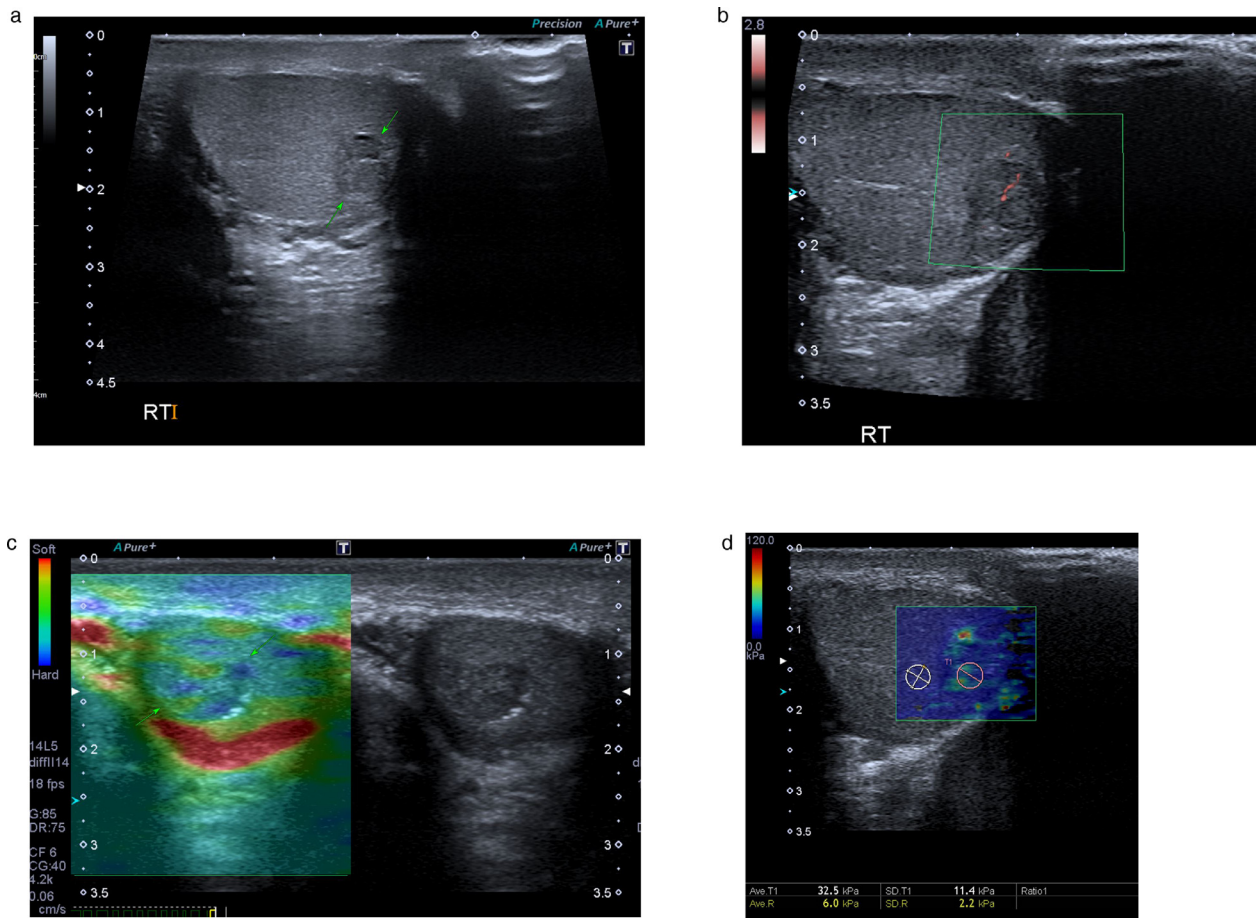 a
Precision A Pure+
T
0cm
0
1
2
3
4
4.5
4cm
RTI
b
2.8
0
1
2
3
3.5
RT
c
Soft
A Pure+
T
A Pure+
T
0
0
1
1
Hard
2
2
14L5
diffII14
di
18 fps
G:85
DR:75
D
3
3
CF 6
CG:40
4.2k
0.06
3.5
3.5
cm/s
d
120.0
0
1
0.0
kPa
T1
2
3
3.5
Ave.T1 32.5 kPa SD.T1 11.4 kPa Ratio1
Ave.R 6.0 kPa SD.R 2.2 kPa